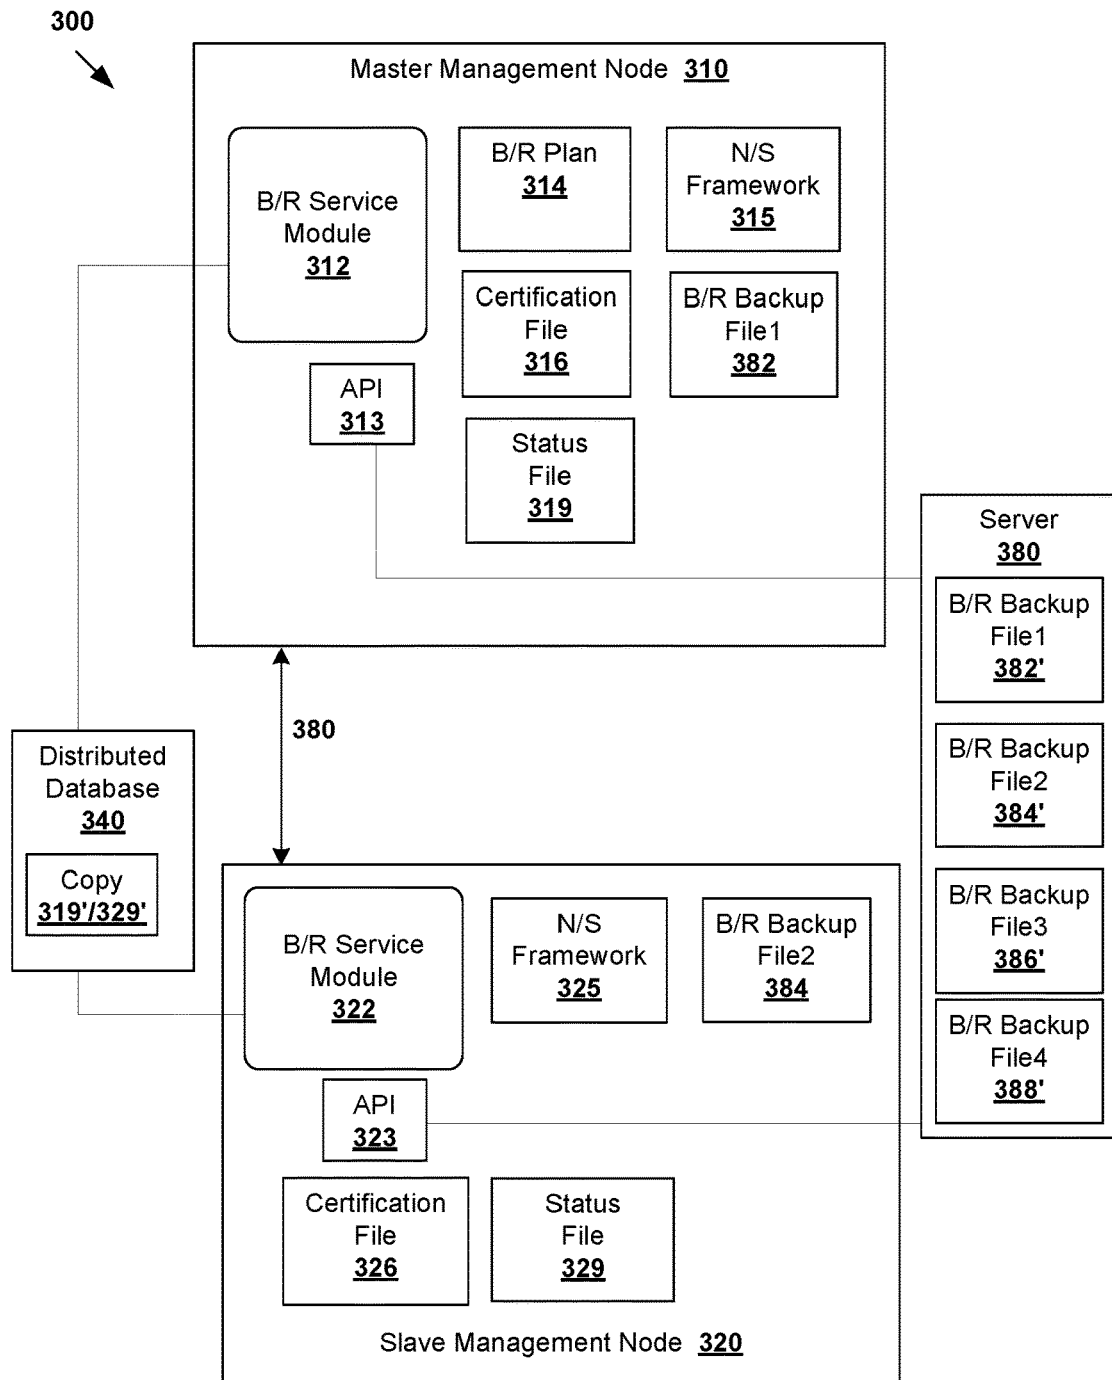 300
Master Management Node 310
B/R Service
Module
312
B/R Plan
314
N/S
Framework
315
Certification
File
316
B/R Backup
File1
382
API
313
Status
File
319
Server
380
B/R Backup
File1
382'
B/R Backup
File2
384'
B/R Backup
File3
386'
B/R Backup
File4
388'
380
Distributed
Database
340
Copy
319'/329'
B/R Service
Module
322
N/S
Framework
325
B/R Backup
File2
384
API
323
Certification
File
326
Status
File
329
Slave Management Node 320